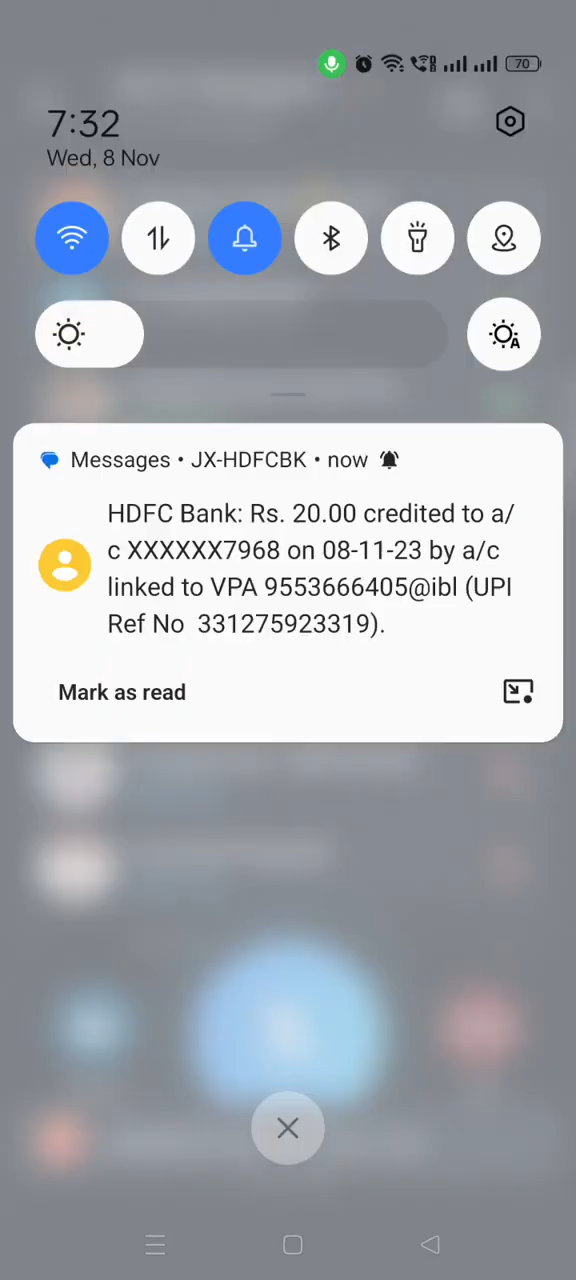 70
7:32
Wed, 8 Nov
A
Messages • JX-HDFCBK • now
HDFC Bank: Rs. 20.00 credited to a/
c XXXXXX7968 on 08-11-23 by a/c
linked to VPA 9553666405@ibl (UPI
Ref No  331275923319).
Mark as read